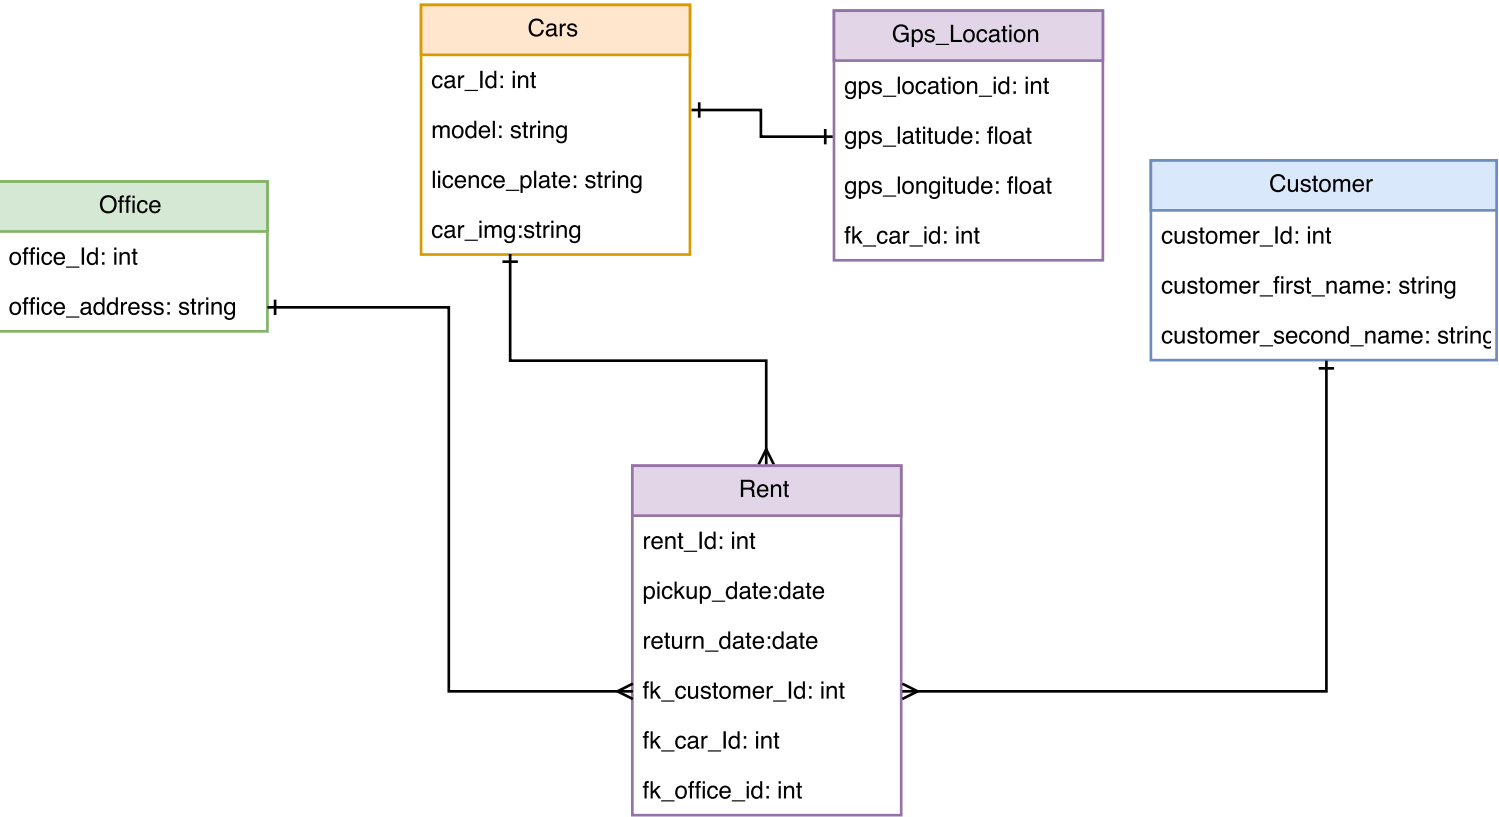 Cars
car_Id: int
model: string
licence_plate: string
car_img:string
Gps_Location
gps_location_id: int
gps_latitude: float
gps_longitude: float
fk_car_id: int
Office
office_Id: int
office_address: string
Customer
customer_Id: int
customer_first_name: string
customer_second_name: string
Rent
rent_Id: int
pickup_date:date
return_date:date
fk_customer_Id: int
fk_car_Id: int
fk_office_id: int